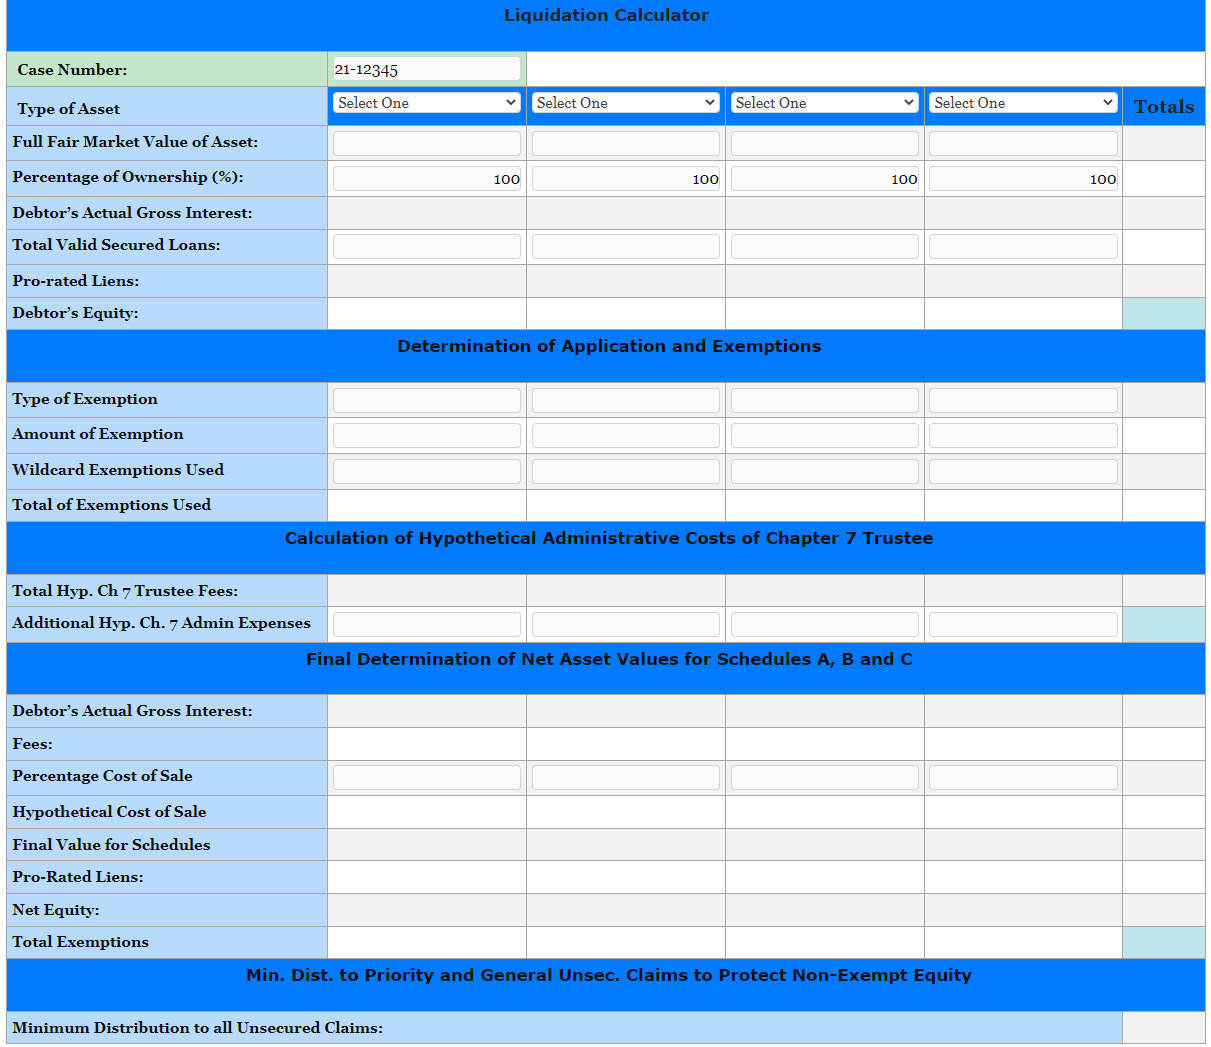 Liquidation Calculator
Case Number: 21-12345
Type of Asset Select One Select One Select One Select One Totals
Full Fair Market Value of Asset:
Percentage of Ownership (%): 100 100 100 100
Debtor’s Actual Gross Interest:
Total Valid Secured Loans:
Pro-rated Liens:
Debtor’s Equity:
Determination of Application and Exemptions
Type of Exemption
Amount of Exemption
Wildcard Exemptions Used
Total of Exemptions Used
Calculation of Hypothetical Administrative Costs of Chapter 7 Trustee
Total Hyp. Ch 7 Trustee Fees:
Additional Hyp. Ch. 7 Admin Expenses
Final Determination of Net Asset Values for Schedules A, B and C
Debtor’s Actual Gross Interest:
Fees:
Percentage Cost of Sale
Hypothetical Cost of Sale
Final Value for Schedules
Pro-Rated Liens:
Net Equity:
Total Exemptions
Min. Dist. to Priority and General Unsec. Claims to Protect Non-Exempt Equity
Minimum Distribution to all Unsecured Claims: